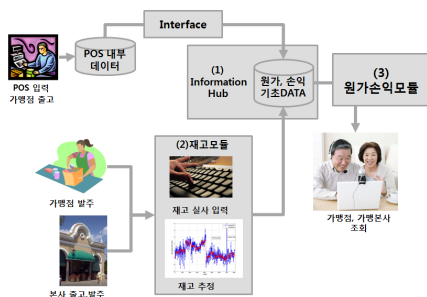 Interface
POS 내부
데이터
POS 입력
가맹점 출고
(1)
Information
Hub
원가, 손익
기초DATA
(3)
원가손익모듈
(2)재고모듈
재고 실사 입력
재고 추정
가맹점 발주
본사 출고,발주
가맹점, 가맹본사
조회